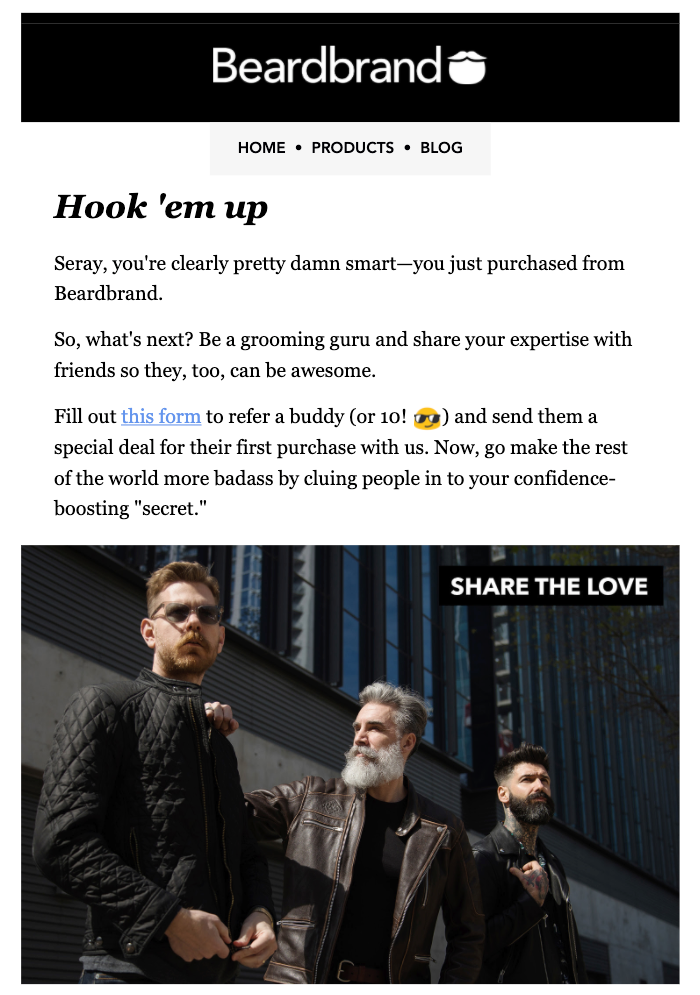 Beardbrand
HOME • PRODUCTS • BLOG
Hook 'em up
Seray, you're clearly pretty damn smart—you just purchased from
Beardbrand.
So, what's next? Be a grooming guru and share your expertise with
friends so they, too, can be awesome.
Fill out this form to refer a buddy (or 10! 😎) and send them a
special deal for their first purchase with us. Now, go make the rest
of the world more badass by cluing people in to your confidence-
boosting "secret."
SHARE THE LOVE